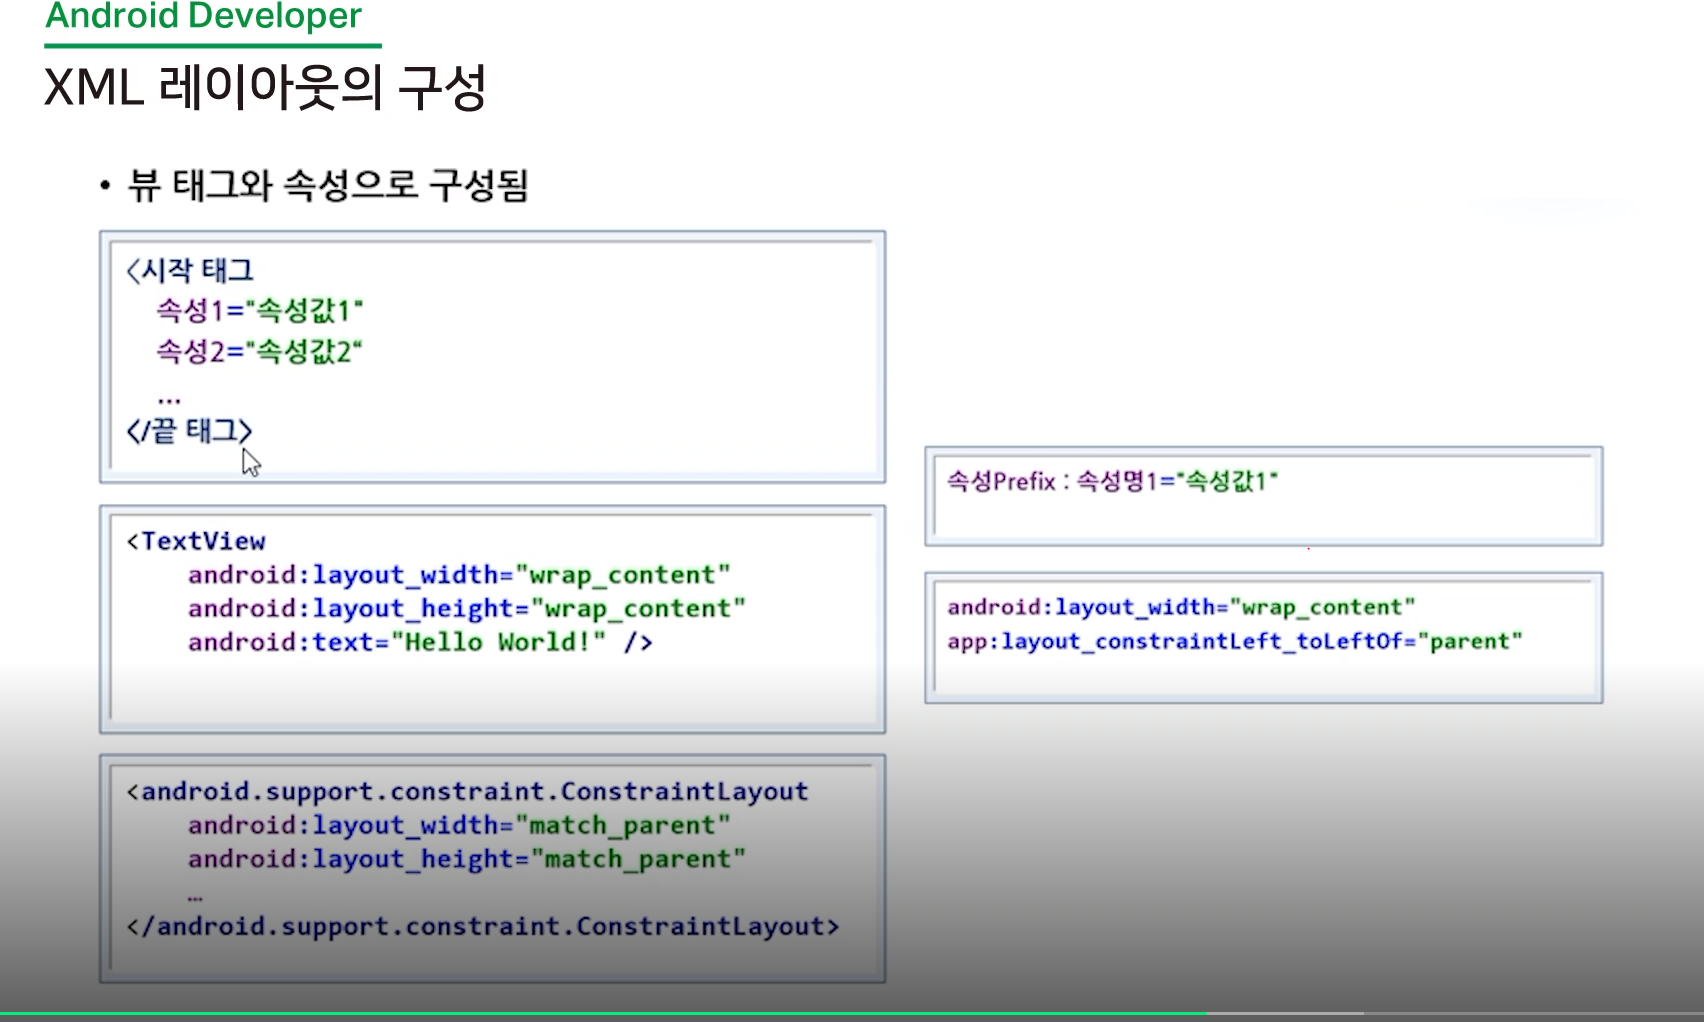 Android Developer
XML 레이아웃의 구성
• 뷰 태그와 속성으로 구성됨
<시작 태그
속성1="속성값1"
속성2="속성값2“
...
</끝 태그>
<TextView
android:layout_width="wrap_content"
android:layout_height="wrap_content"
android:text="Hello World!" />
<android.support.constraint.ConstraintLayout
android:layout_width="match_parent"
android:layout_height="match_parent"
…
</android.support.constraint.ConstraintLayout>
속성Prefix : 속성명1="속성값1"
android:layout_width="wrap_content"
app:layout_constraintLeft_toLeftOf="parent"